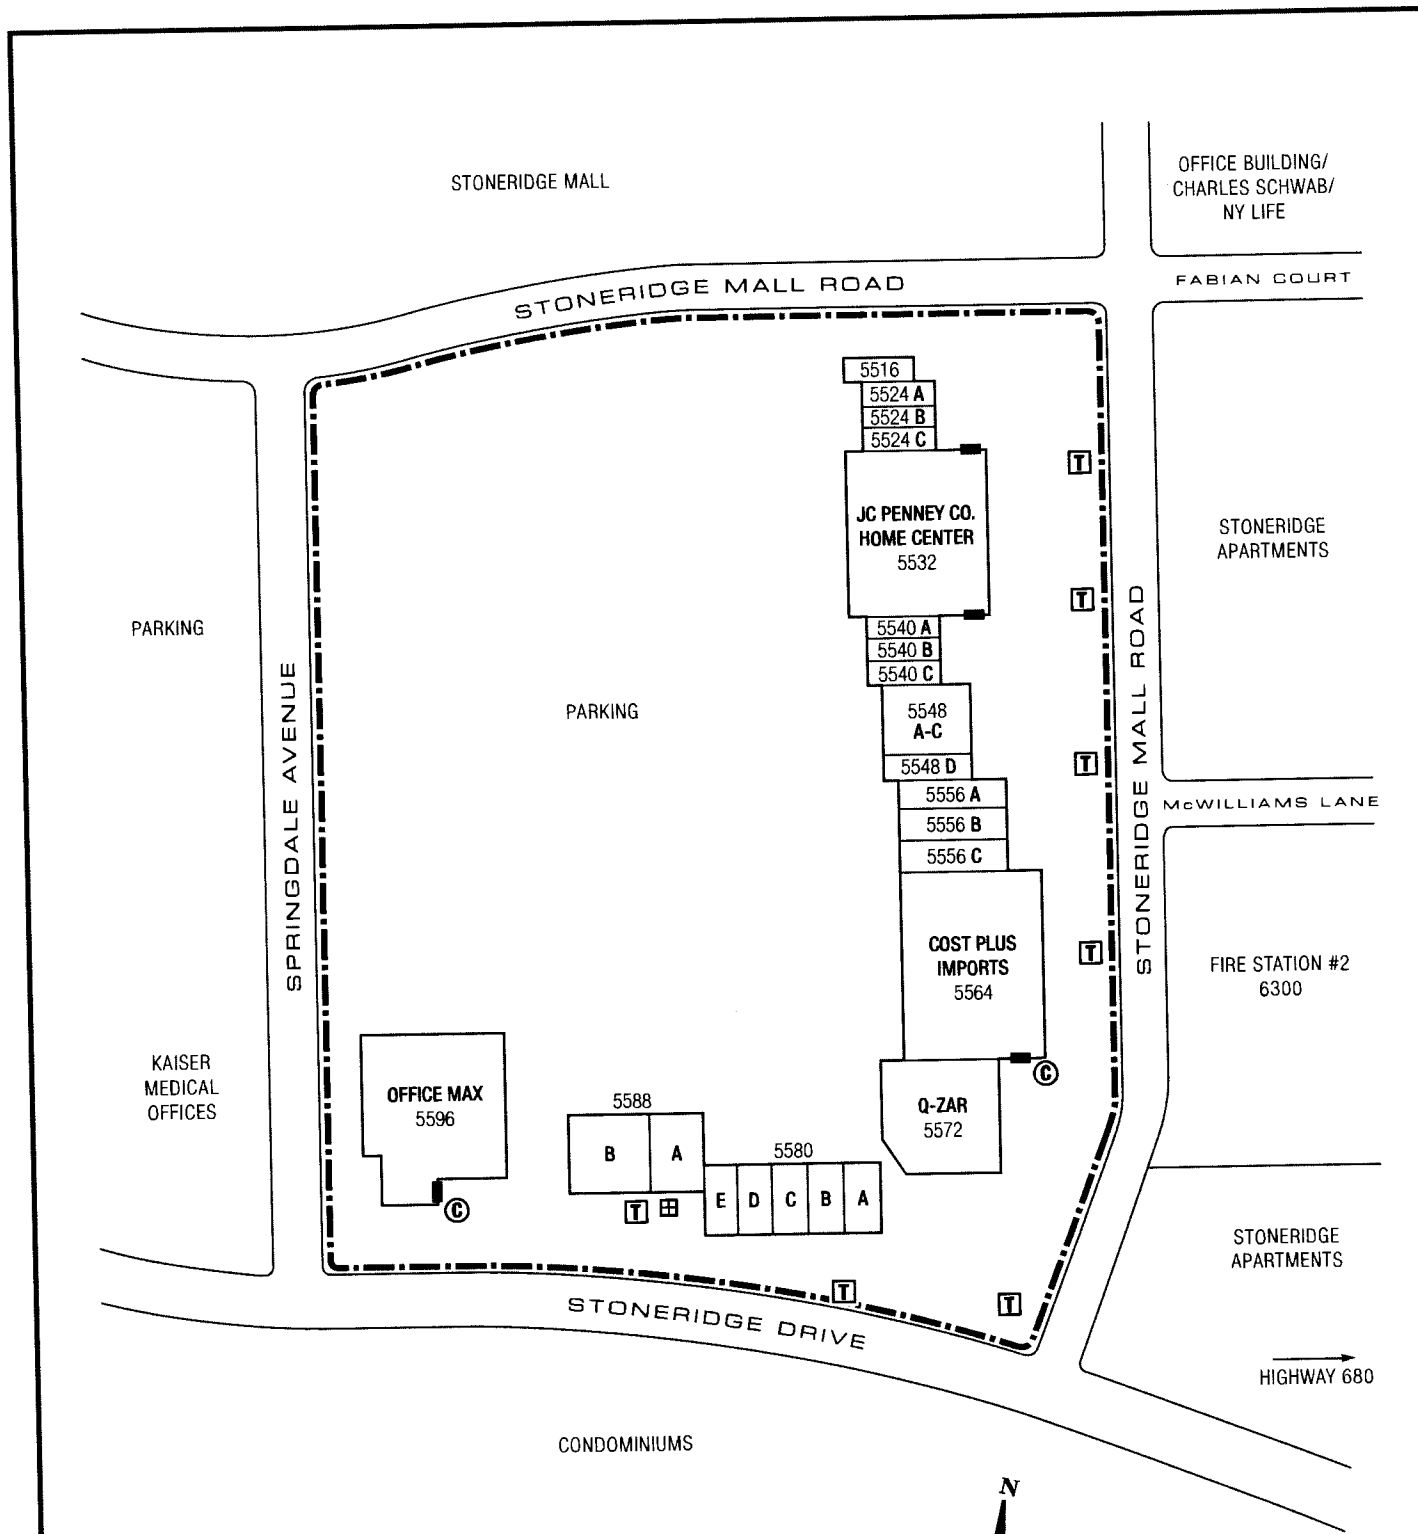 STONERIDGE MALL
OFFICE BUILDING/
CHARLES SCHWAB/
NY LIFE
STONERIDGE MALL ROAD
FABIAN COURT
5516
5524 A
5524 B
5524 C
T
JC PENNEY CO.
HOME CENTER
5532
STONERIDGE
APARTMENTS
T
PARKING
5540 A
5540 B
5540 C
SPRINGDALE AVENUE
PARKING
STONERIDGE MALL ROAD
5548
A-C
5548 D
T
5556 A
5556 B
5556 C
McWILLIAMS LANE
COST PLUS
IMPORTS
5564
T
FIRE STATION #2
6300
KAISER
MEDICAL
OFFICES
OFFICE MAX
5596
C
5588
B
A
T
5580
E
D
C
B
A
Q-ZAR
5572
C
STONERIDGE
APARTMENTS
T
T
STONERIDGE DRIVE
HIGHWAY 680
CONDOMINIUMS
N